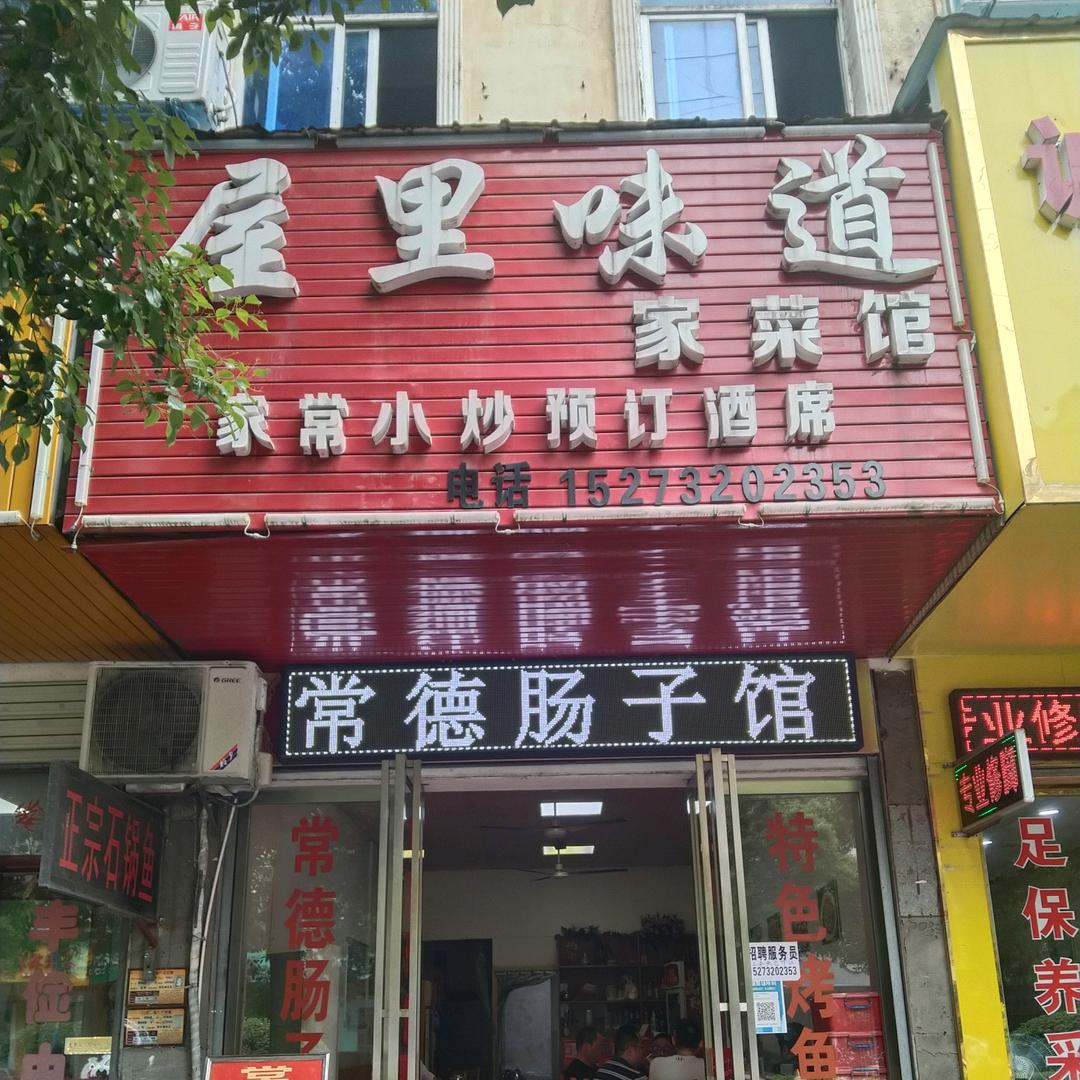 屋里味道
家菜馆
家常小炒预订酒席
电话 15273202353
常德肠子馆
GREE
正宗石锅鱼
常德肠子
特色烤鱼
招聘服务员
15273202353
专业修脚
足保养